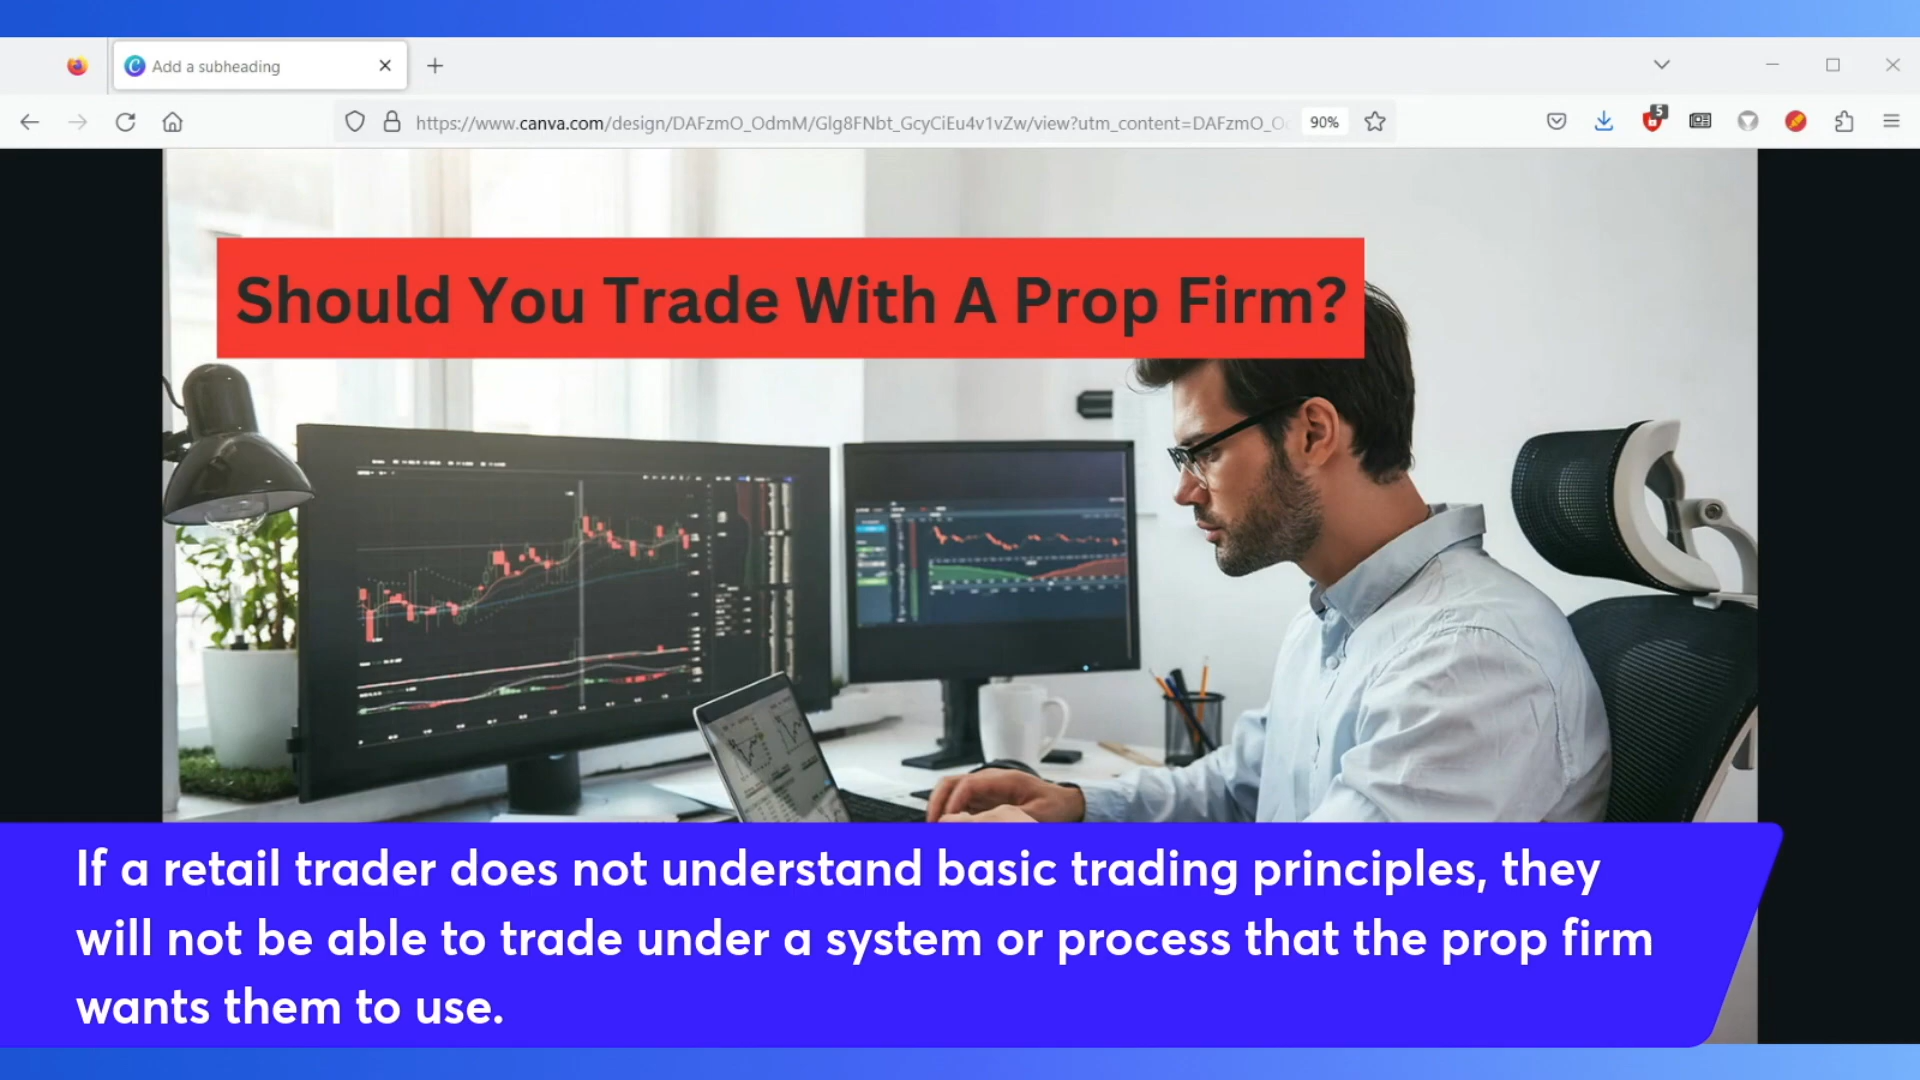 Add a subheading
https://www.canva.com/design/DAFzmO_OdmM/Glg8FNbt_GcyCiEu4v1vZw/view?utm_content=DAFzmO_
90%
5
Should You Trade With A Prop Firm?
If a retail trader does not understand basic trading principles, they
will not be able to trade under a system or process that the prop firm
wants them to use.